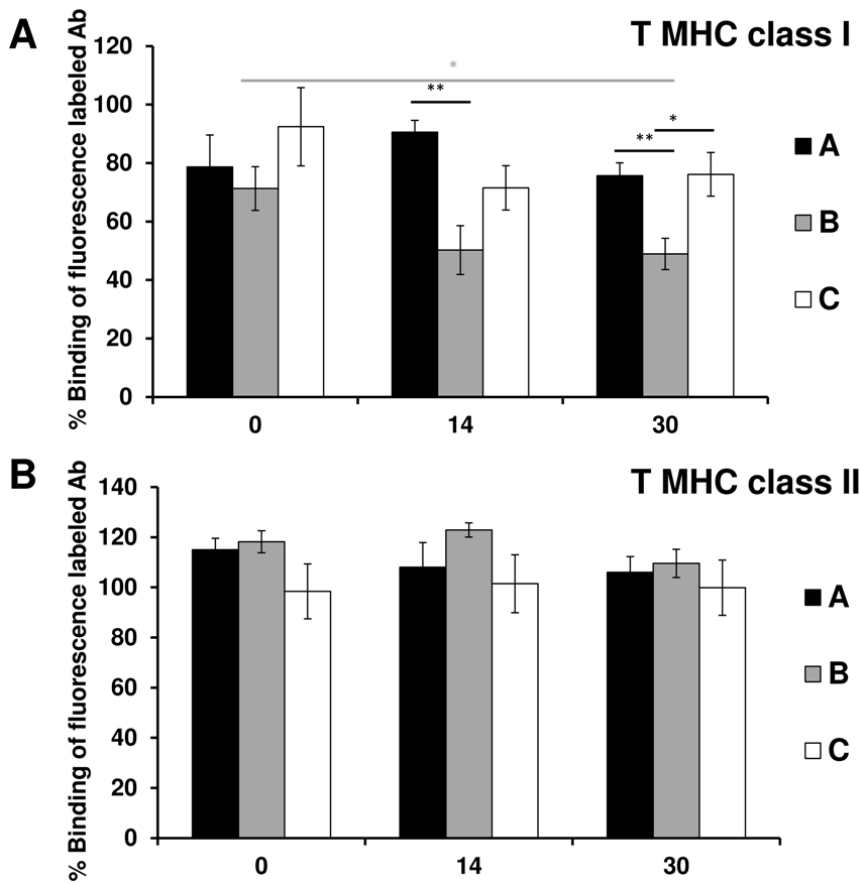 A
T MHC class I
% Binding of fluorescence labeled Ab
120
100
80
60
40
20
0
*
**
**
*
0 14 30
A
B
C
B
T MHC class II
% Binding of fluorescence labeled Ab
140
120
100
80
60
40
20
0
0 14 30
A
B
C